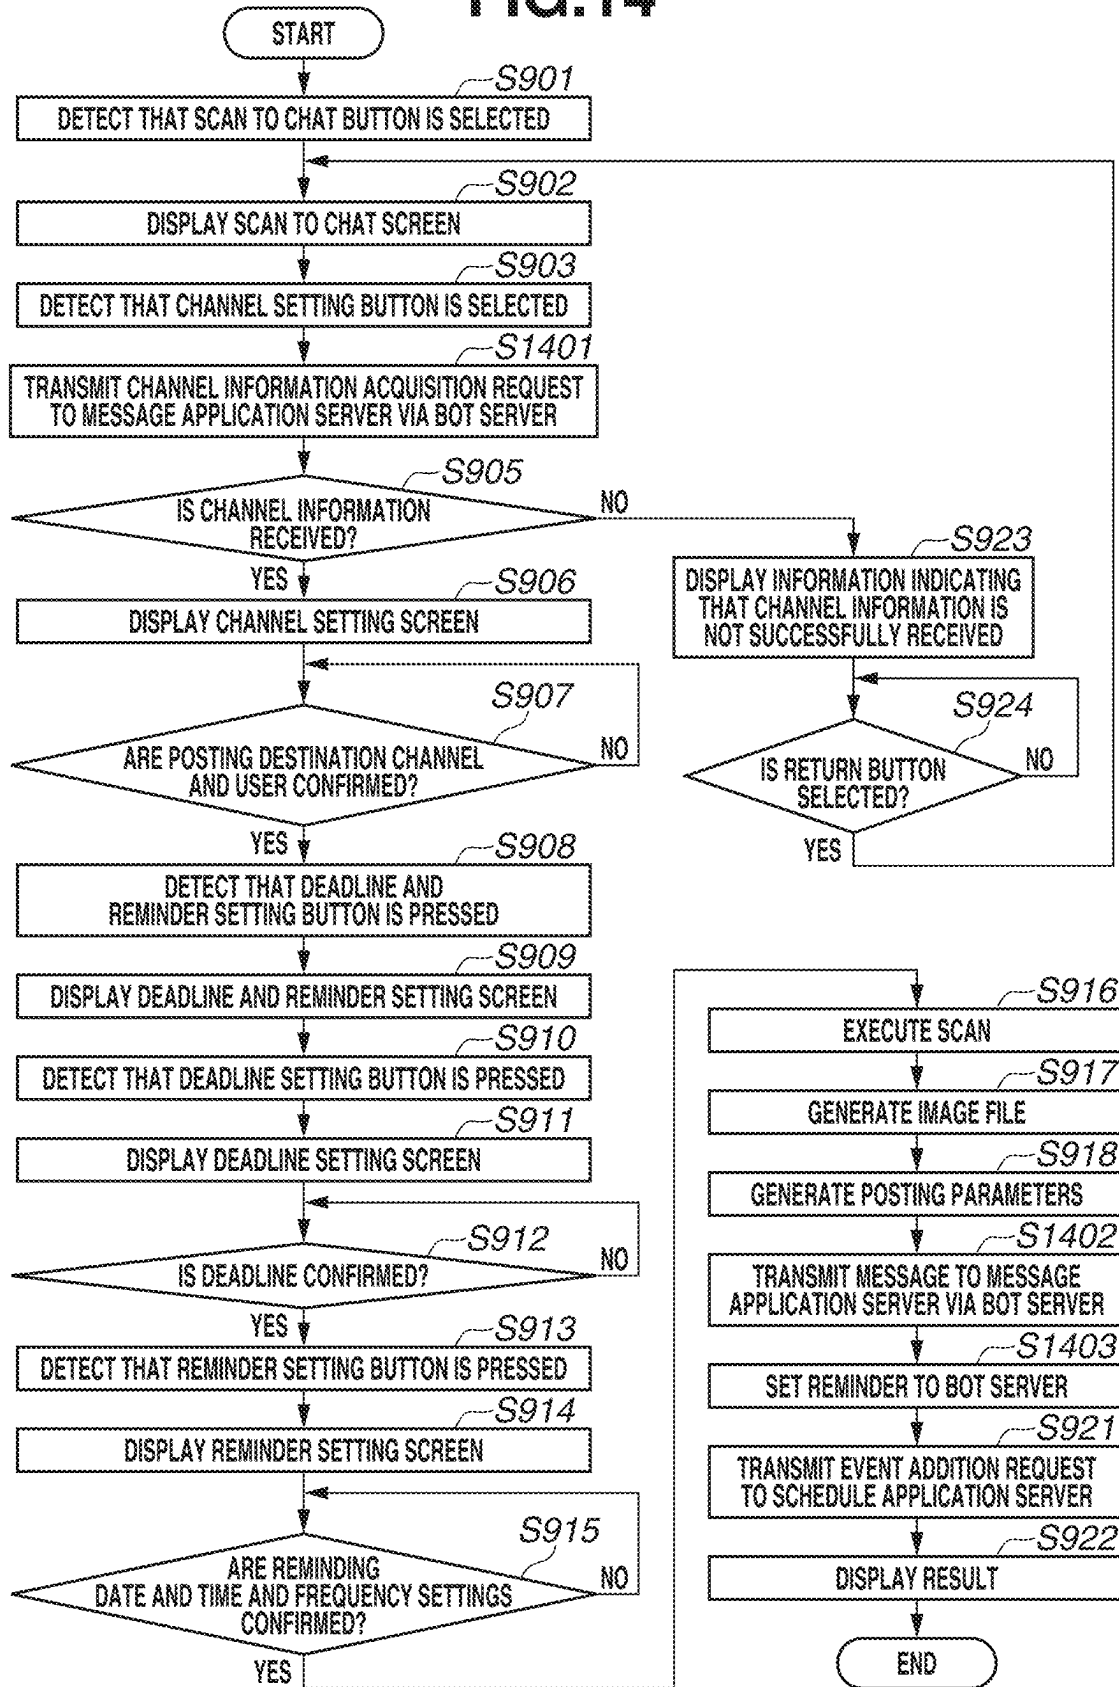 FIG.14
START
S901
DETECT THAT SCAN TO CHAT BUTTON IS SELECTED
S902
DISPLAY SCAN TO CHAT SCREEN
S903
DETECT THAT CHANNEL SETTING BUTTON IS SELECTED
S1401
TRANSMIT CHANNEL INFORMATION ACQUISITION REQUEST
TO MESSAGE APPLICATION SERVER VIA BOT SERVER
S905
IS CHANNEL INFORMATION
RECEIVED?
NO
YES
S906
DISPLAY CHANNEL SETTING SCREEN
S907
ARE POSTING DESTINATION CHANNEL
AND USER CONFIRMED?
NO
YES
S908
DETECT THAT DEADLINE AND
REMINDER SETTING BUTTON IS PRESSED
S909
DISPLAY DEADLINE AND REMINDER SETTING SCREEN
S910
DETECT THAT DEADLINE SETTING BUTTON IS PRESSED
S911
DISPLAY DEADLINE SETTING SCREEN
S912
IS DEADLINE CONFIRMED?
NO
YES
S913
DETECT THAT REMINDER SETTING BUTTON IS PRESSED
S914
DISPLAY REMINDER SETTING SCREEN
S915
ARE REMINDING
DATE AND TIME AND FREQUENCY SETTINGS
CONFIRMED?
NO
YES
S923
DISPLAY INFORMATION INDICATING
THAT CHANNEL INFORMATION IS
NOT SUCCESSFULLY RECEIVED
S924
IS RETURN BUTTON
SELECTED?
NO
YES
S916
EXECUTE SCAN
S917
GENERATE IMAGE FILE
S918
GENERATE POSTING PARAMETERS
S1402
TRANSMIT MESSAGE TO MESSAGE
APPLICATION SERVER VIA BOT SERVER
S1403
SET REMINDER TO BOT SERVER
S921
TRANSMIT EVENT ADDITION REQUEST
TO SCHEDULE APPLICATION SERVER
S922
DISPLAY RESULT
END